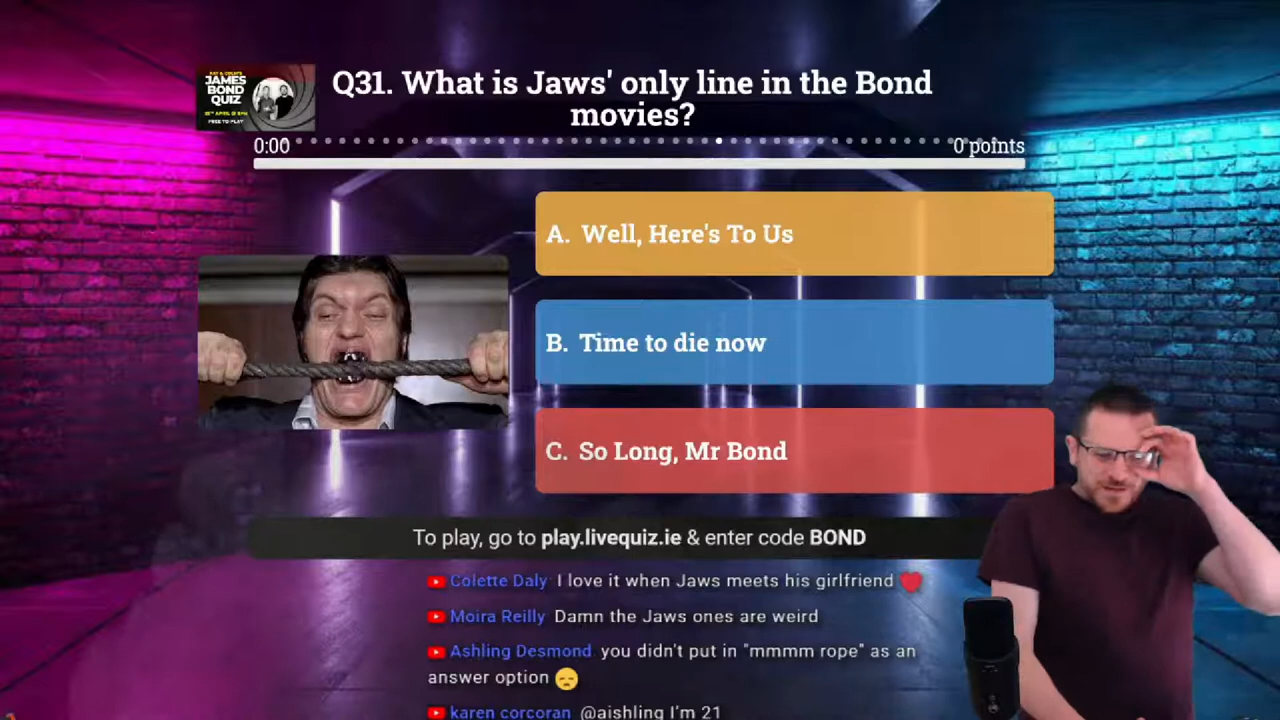 JAMES
BOND
QUIZ
FREE TO PLAY
Q31. What is Jaws' only line in the Bond
movies?
0:00
0 points
A. Well, Here's To Us
B. Time to die now
C. So Long, Mr Bond
To play, go to play.livequiz.ie & enter code BOND
Colette Daly I love it when Jaws meets his girlfriend ❤️
Moira Reilly Damn the Jaws ones are weird
Ashling Desmond you didn't put in "mmmm rope" as an
answer option 😞
karen corcoran @aishling I'm 21